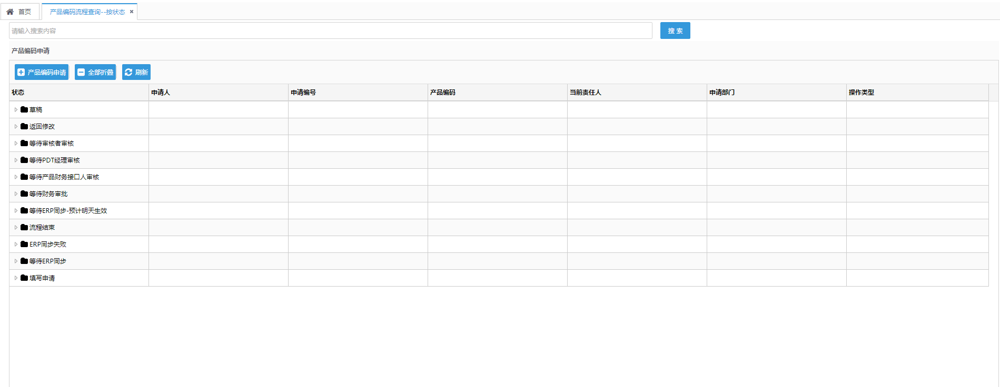 首页 产品编码流程查询--按状态 ×
请输入搜索内容 搜 索
产品编码申请
产品编码申请 全部折叠 刷新
状态 申请人 申请编号 产品编码 当前责任人 申请部门 操作类型
草稿
返回修改
等待审核者审核
等待PDT经理审核
等待产品财务接口人审核
等待财务审批
等待ERP同步-预计明天生效
流程结束
ERP同步失败
等待ERP同步
填写申请